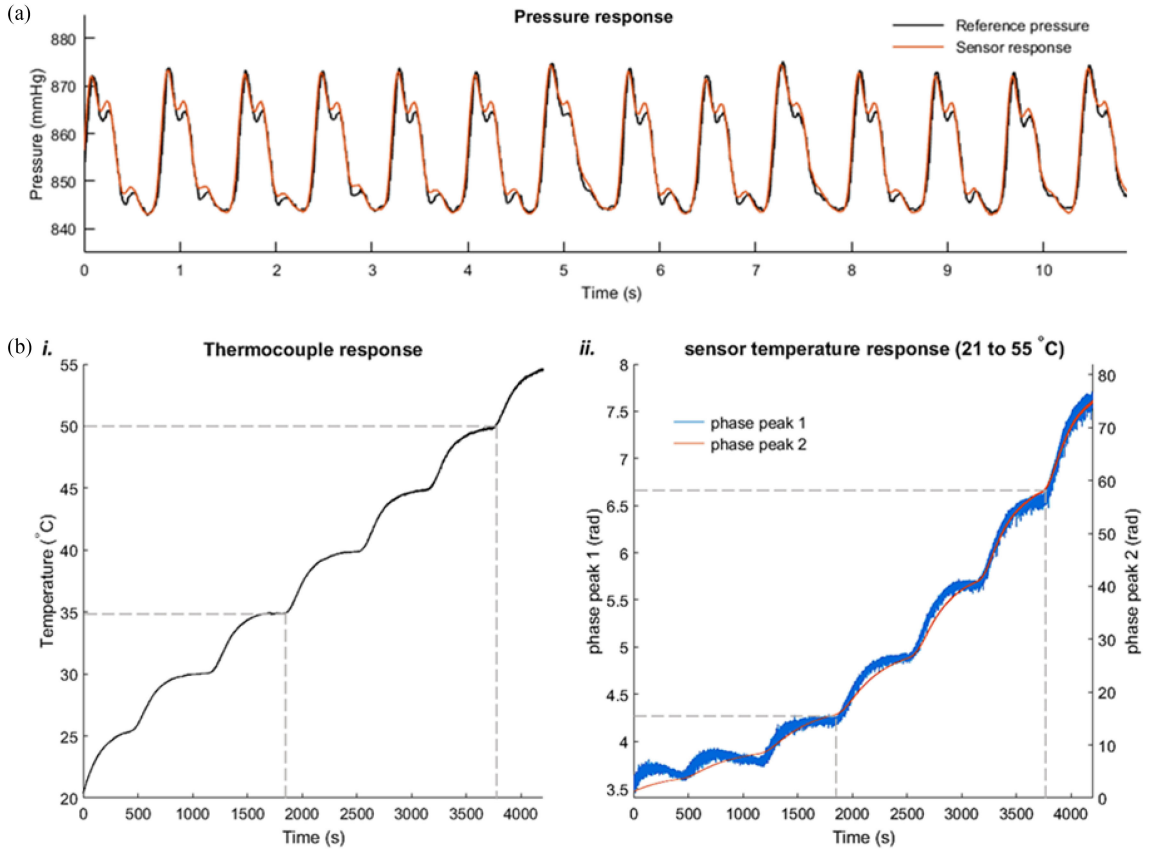 (a)
Pressure response
Reference pressure
Sensor response
Pressure (mmHg)
880
870
860
850
840
0 1 2 3 4 5 6 7 8 9 10
Time (s)
(b) i.
Thermocouple response
Temperature (°C)
55
50
45
40
35
30
25
20
0 500 1000 1500 2000 2500 3000 3500 4000
Time (s)
ii.
sensor temperature response (21 to 55 °C)
phase peak 1
phase peak 2
phase peak 1 (rad)
8
7.5
7
6.5
6
5.5
5
4.5
4
3.5
80
70
60
50
40
30
20
10
0
phase peak 2 (rad)
0 500 1000 1500 2000 2500 3000 3500 4000
Time (s)